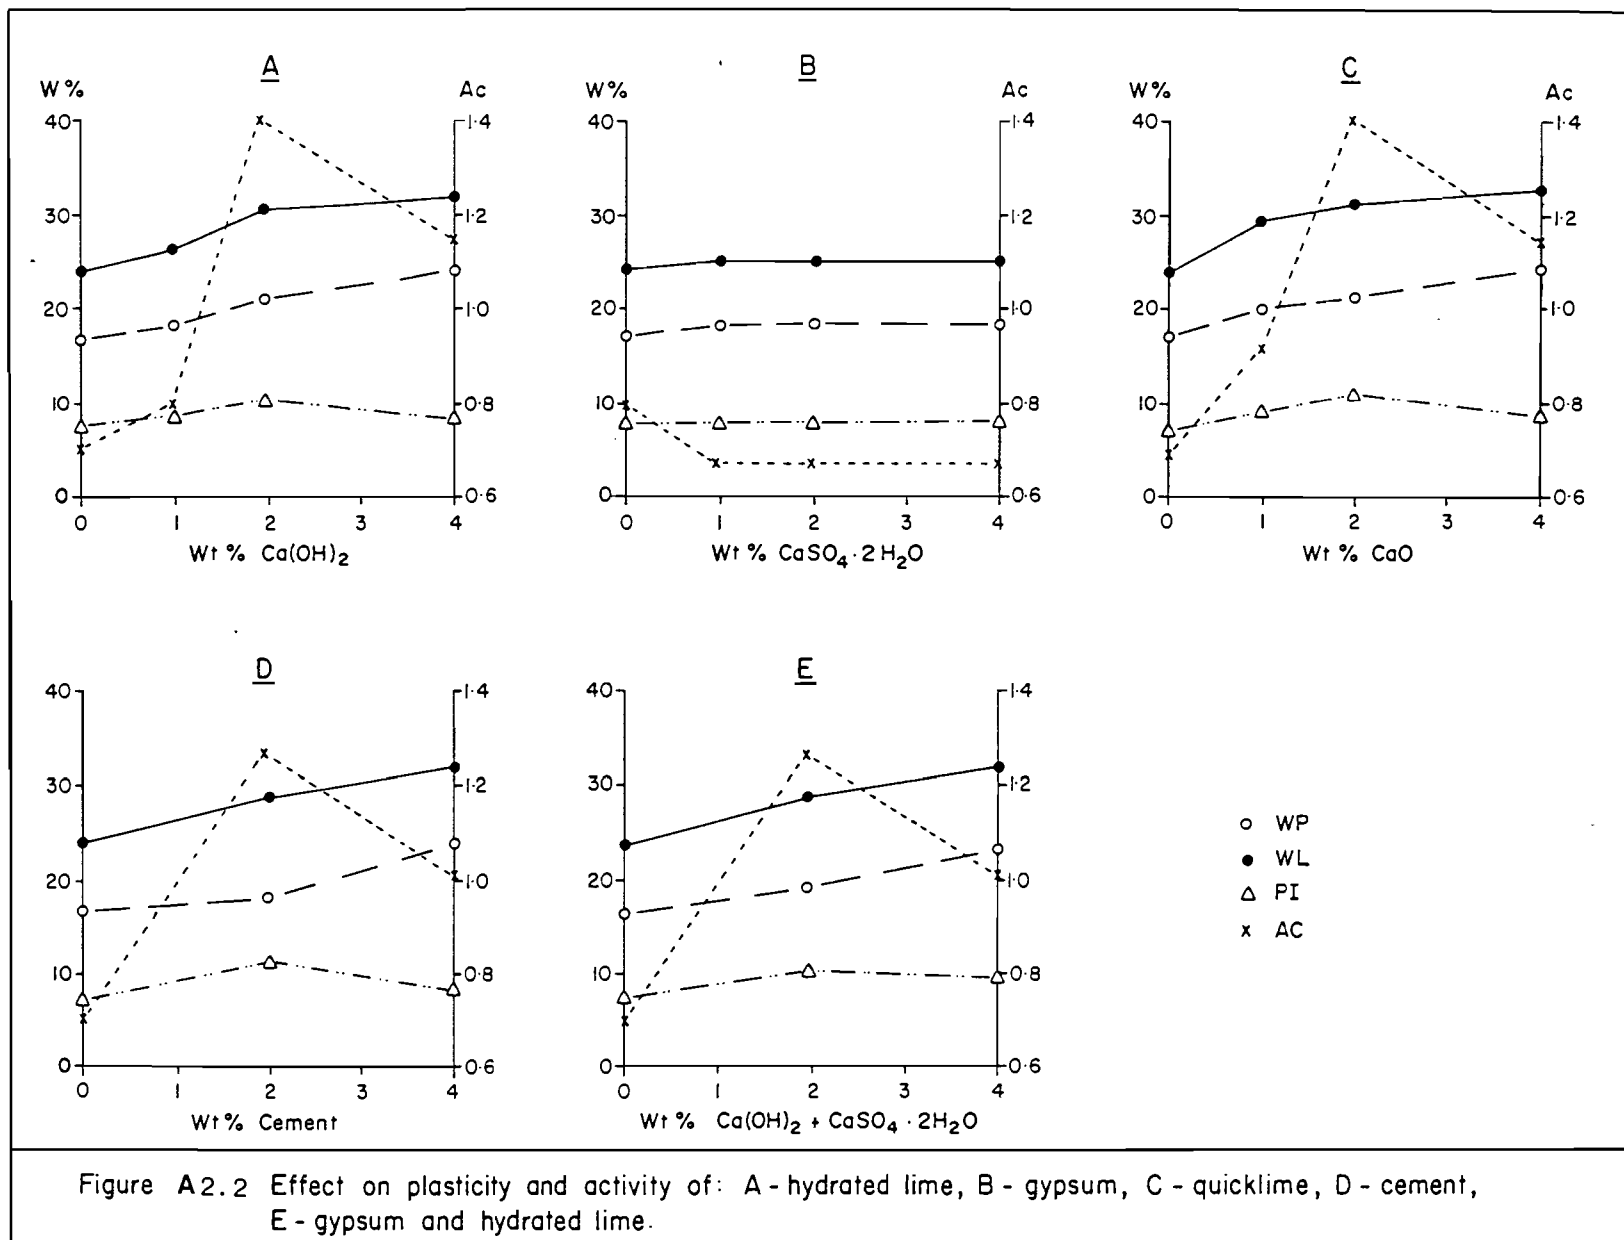 A
W% Ac
40 1·4
30 1·2
20 1·0
10 0·8
0 0·6
0 1 2 3 4
Wt % Ca(OH)2
B
W% Ac
40 1·4
30 1·2
20 1·0
10 0·8
0 0·6
0 1 2 3 4
Wt % CaSO4·2H2O
C
W% Ac
40 1·4
30 1·2
20 1·0
10 0·8
0 0·6
0 1 2 3 4
Wt % CaO
D
40 1·4
30 1·2
20 1·0
10 0·8
0 0·6
0 1 2 3 4
Wt % Cement
E
40 1·4
30 1·2
20 1·0
10 0·8
0 0·6
0 1 2 3 4
Wt % Ca(OH)2 + CaSO4·2H2O
WP
WL
PI
AC
Figure A2.2 Effect on plasticity and activity of: A - hydrated lime, B - gypsum, C - quicklime, D - cement,
E - gypsum and hydrated lime.